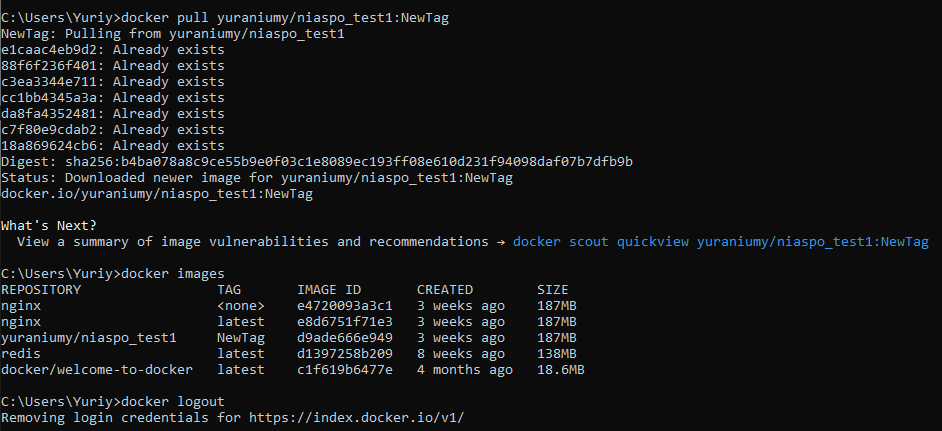 C:\Users\Yuriy>docker pull yuraniumy/niaspo_test1:NewTag
NewTag: Pulling from yuraniumy/niaspo_test1
e1caac4eb9d2: Already exists
88f6f236f401: Already exists
c3ea3344e711: Already exists
cc1bb4345a3a: Already exists
da8fa4352481: Already exists
c7f80e9cdab2: Already exists
18a869624cb6: Already exists
Digest: sha256:b4ba078a8c9ce55b9e0f03c1e8089ec193ff08e610d231f94098daf07b7dfb9b
Status: Downloaded newer image for yuraniumy/niaspo_test1:NewTag
docker.io/yuraniumy/niaspo_test1:NewTag
What's Next?
View a summary of image vulnerabilities and recommendations → docker scout quickview yuraniumy/niaspo_test1:NewTag
C:\Users\Yuriy>docker images
REPOSITORY TAG IMAGE ID CREATED SIZE
nginx <none> e4720093a3c1 3 weeks ago 187MB
nginx latest e8d6751f71e3 3 weeks ago 187MB
yuraniumy/niaspo_test1 NewTag d9ade666e949 3 weeks ago 187MB
redis latest d1397258b209 8 weeks ago 138MB
docker/welcome-to-docker latest c1f619b6477e 4 months ago 18.6MB
C:\Users\Yuriy>docker logout
Removing login credentials for https://index.docker.io/v1/